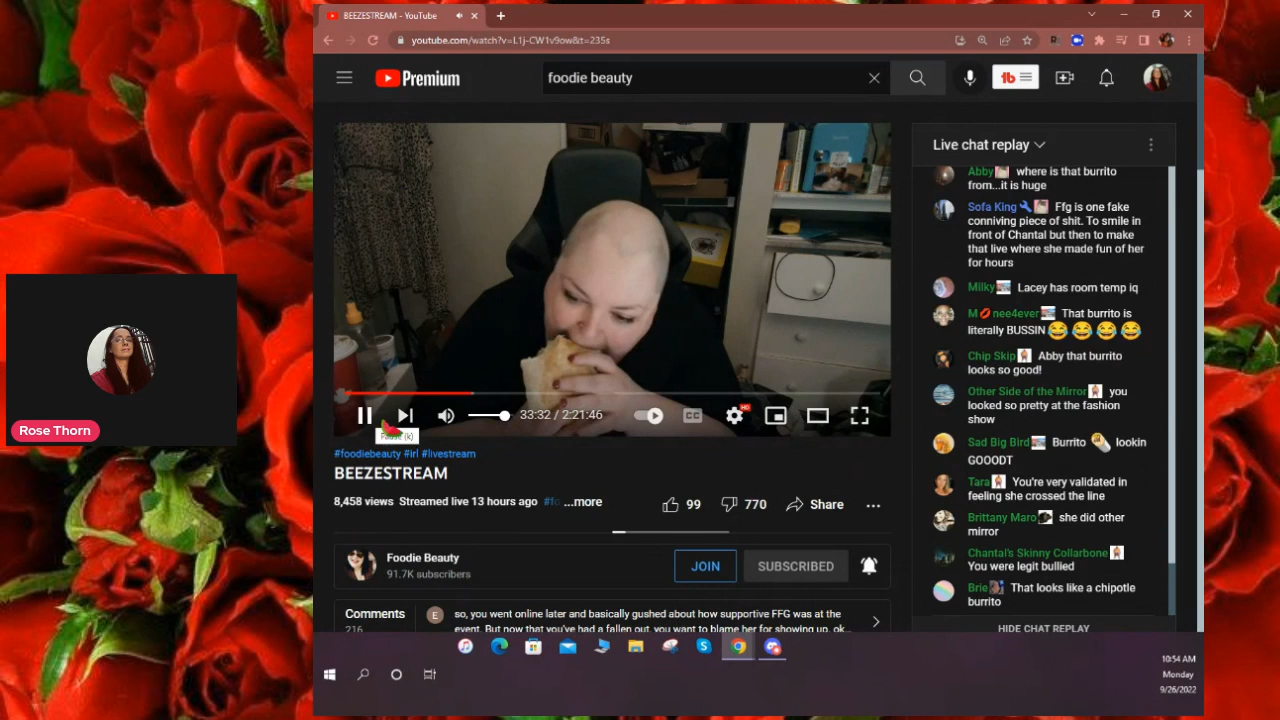 BEEZESTREAM - YouTube
youtube.com/watch?v=L1j-CW1v9ow&t=235s
Premium
foodie beauty
Live chat replay
Abby where is that burrito
from...it is huge
Sofa King Ffg is one fake
conniving piece of shit. To smile in
front of Chantal but then to make
that live where she made fun of her
for hours
Milky Lacey has room temp iq
M💋nee4ever That burrito is
literally BUSSIN 😂😂😂😂
Chip Skip Abby that burrito
looks so good!
Other Side of the Mirror you
looked so pretty at the fashion
show
Sad Big Bird Burrito 🌯 lookin
GOOODT
Tara You're very validated in
feeling she crossed the line
Brittany Maro she did other
mirror
Chantal's Skinny Collarbone
You were legit bullied
Brie That looks like a chipotle
burrito
HIDE CHAT REPLAY
33:32 / 2:21:46
CC
HD
Pause (k)
#foodiebeauty #irl #livestream
BEEZESTREAM
8,458 views Streamed live 13 hours ago #fo ...more
99
770
Share
Foodie Beauty
91.7K subscribers
JOIN
SUBSCRIBED
Comments
216
E
so, you went online later and basically gushed about how supportive FFG was at the
event. But now that you've had a fallen out, you want to blame her for showing up, ok...
Rose Thorn
10:54 AM
Monday
9/26/2022